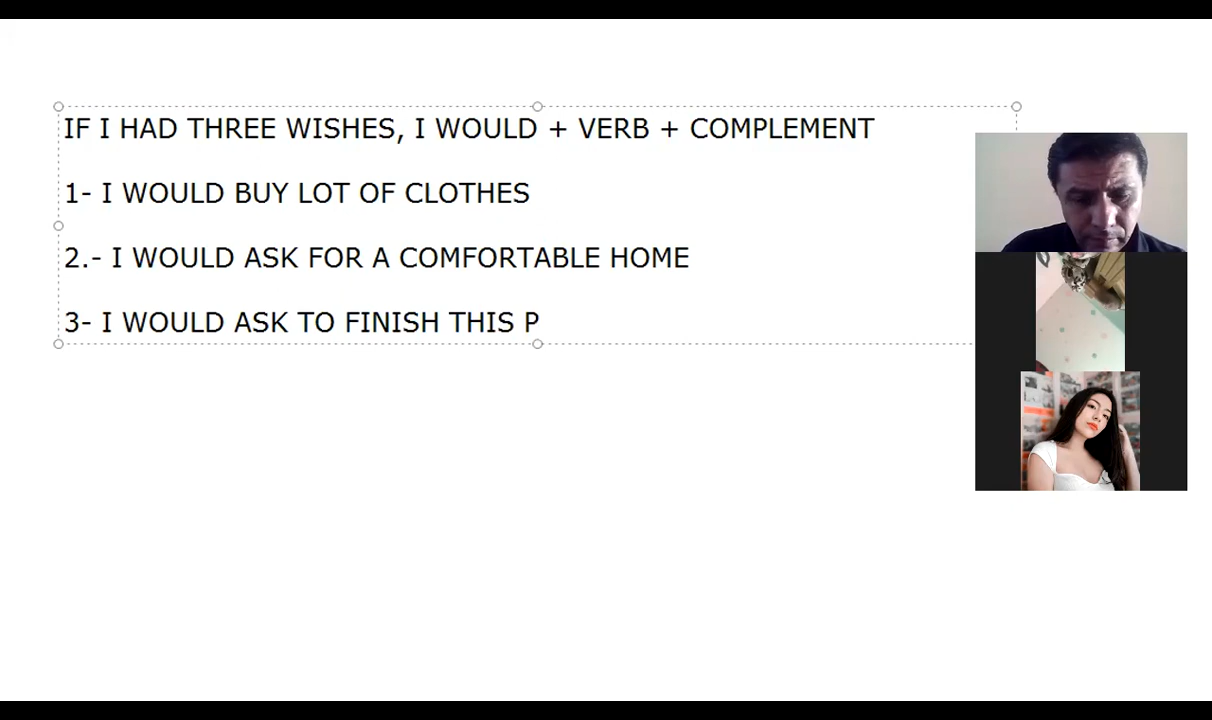 IF I HAD THREE WISHES, I WOULD + VERB + COMPLEMENT
1- I WOULD BUY LOT OF CLOTHES
2.- I WOULD ASK FOR A COMFORTABLE HOME
3- I WOULD ASK TO FINISH THIS P